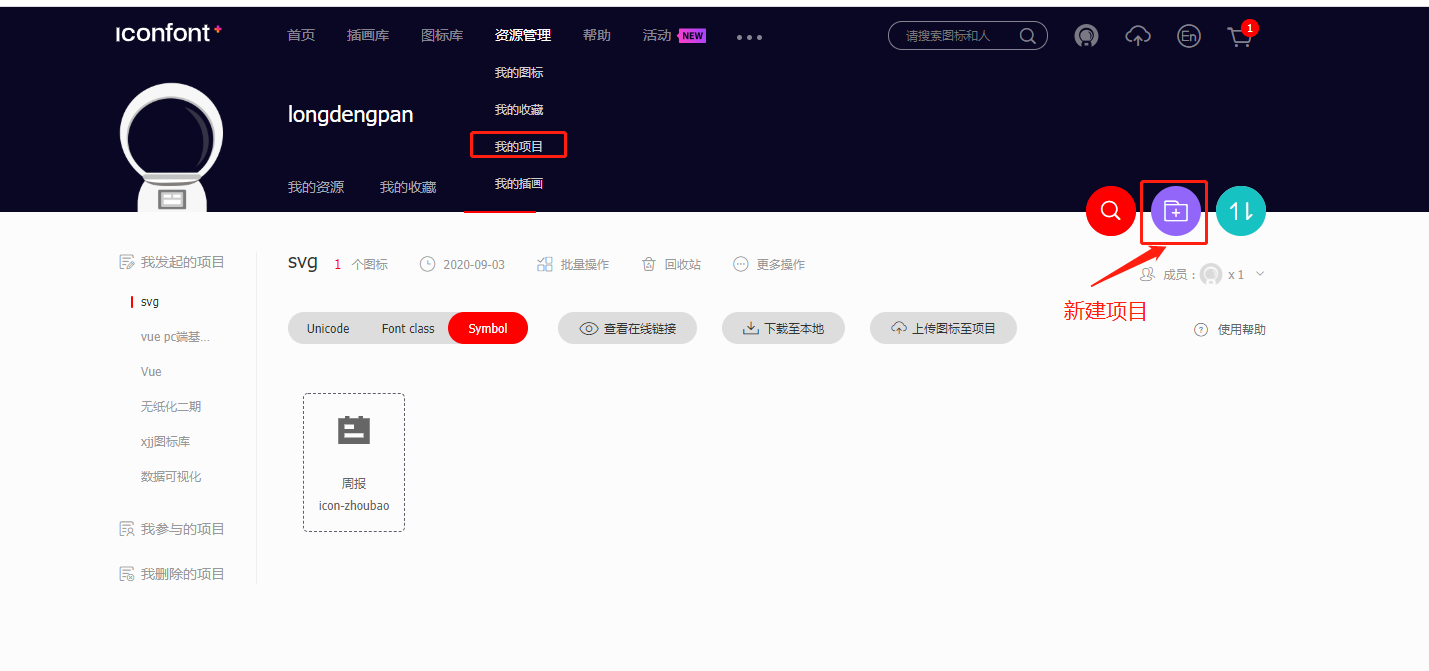 iconfont+
首页 插画库 图标库 资源管理 帮助 活动 NEW
请搜索图标和人
En
1
我的图标
我的收藏
我的项目
我的插画
longdengpan
我的资源 我的收藏
新建项目
我发起的项目
svg
vue pc端基...
Vue
无纸化二期
xjj图标库
数据可视化
我参与的项目
我删除的项目
svg 1 个图标 2020-09-03 批量操作 回收站 更多操作
成员 : x 1
Unicode Font class Symbol 查看在线链接 下载至本地 上传图标至项目
? 使用帮助
周报
icon-zhoubao